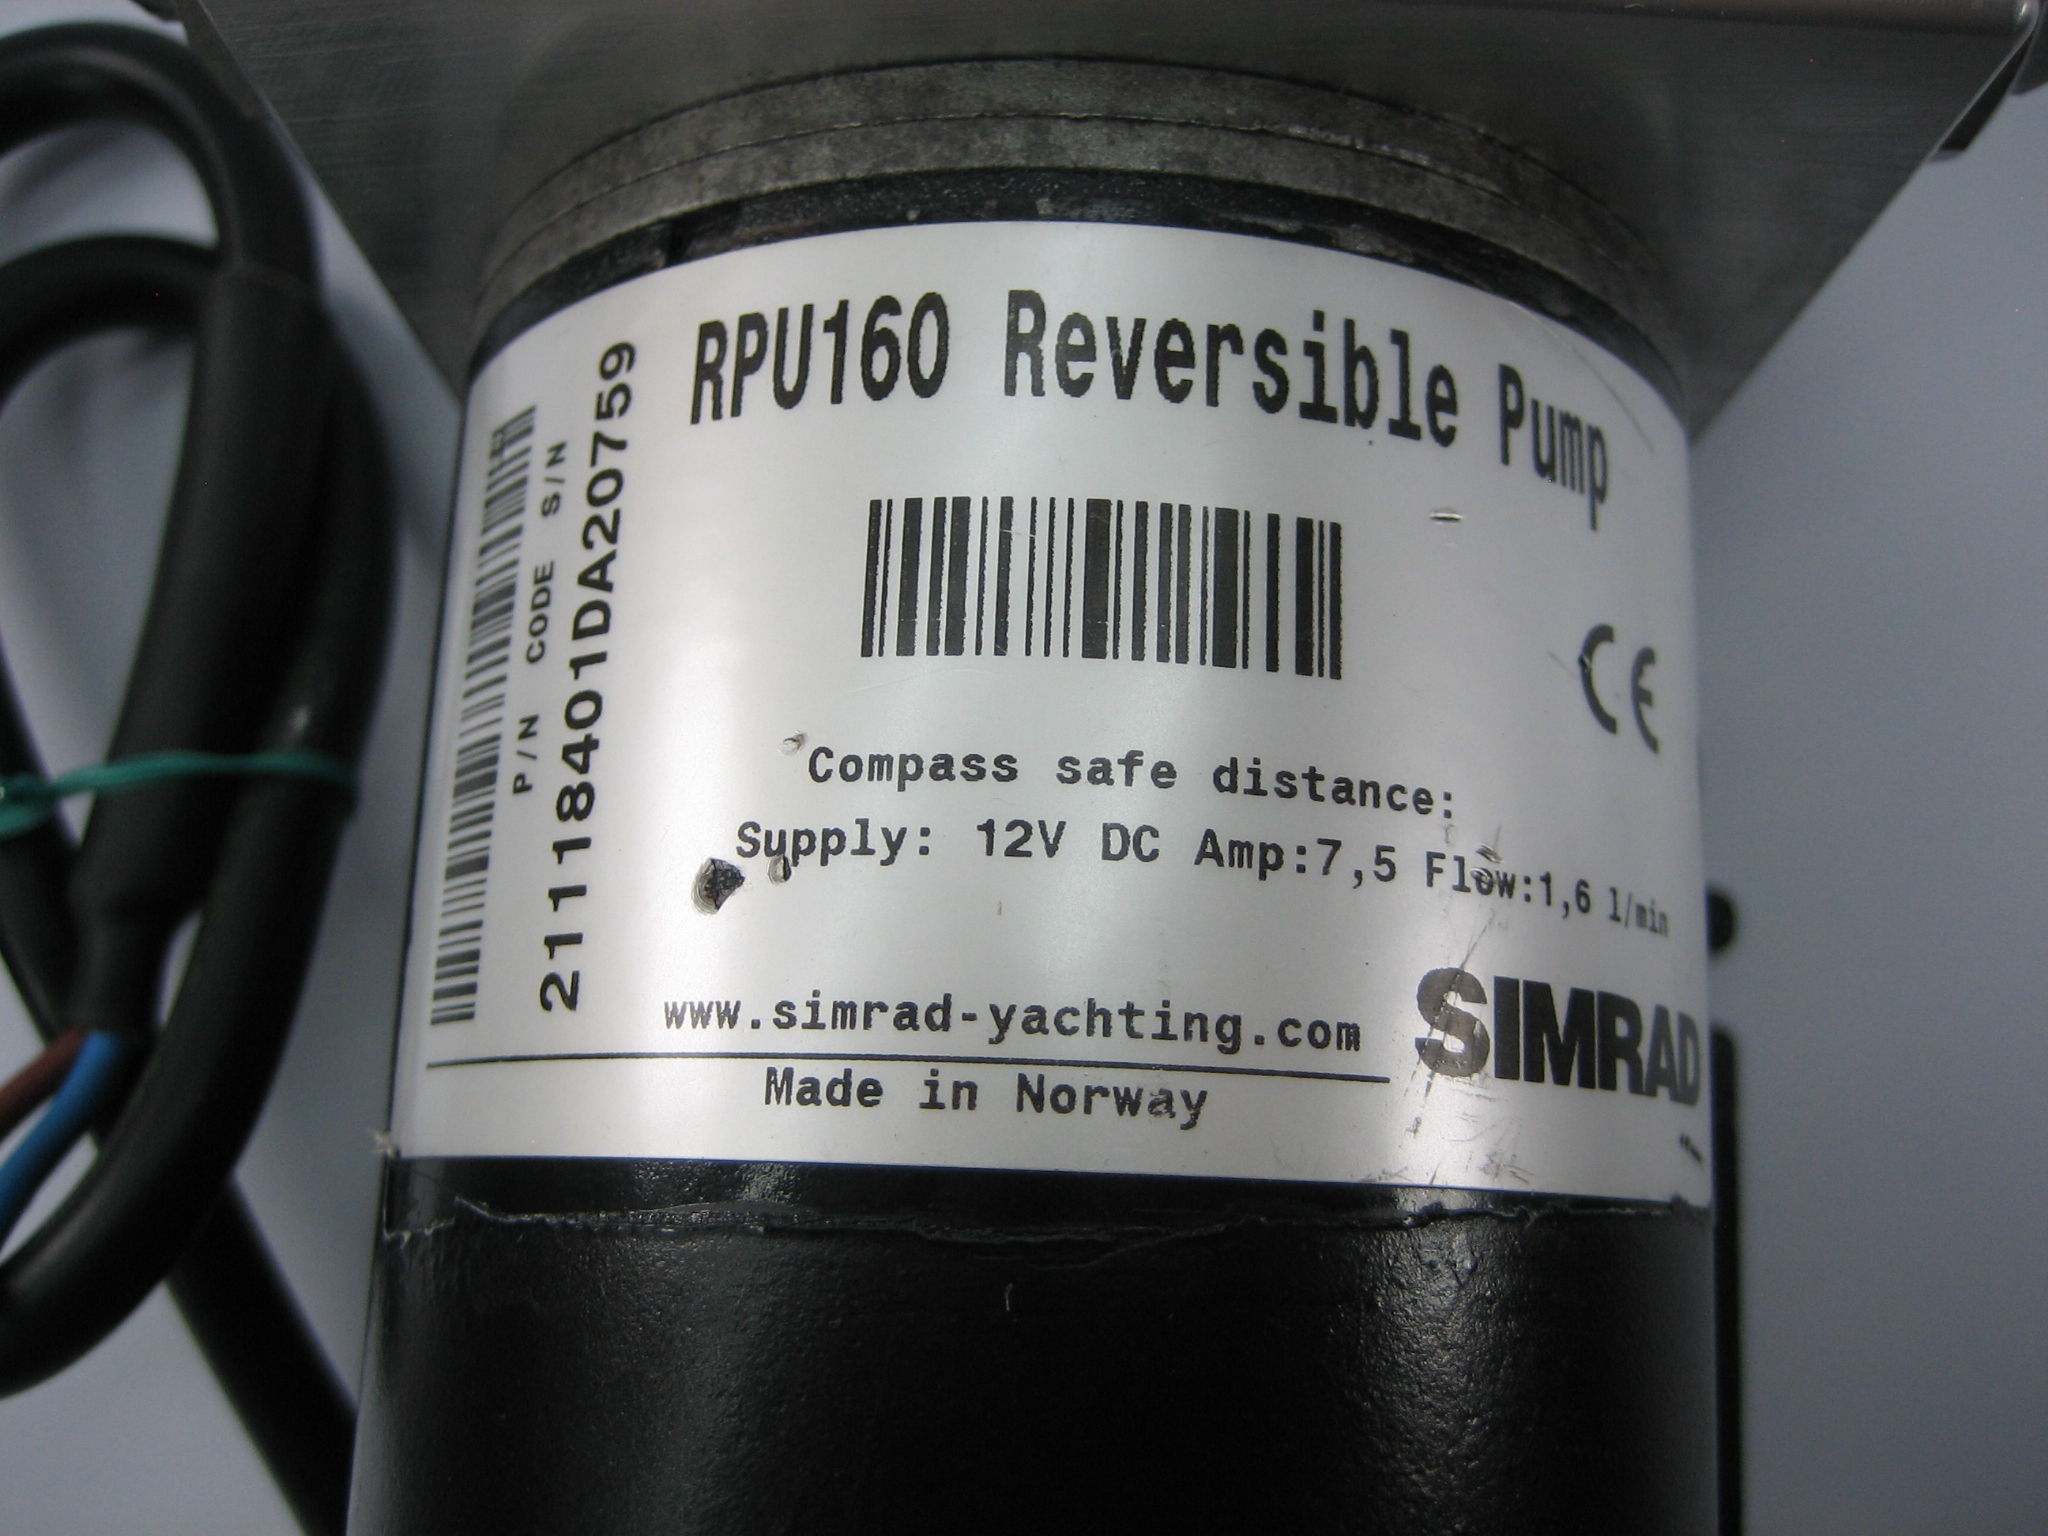 RPU160 Reversible Pump
P/N CODE S/N
21118401DA20759
CE
Compass safe distance:
Supply: 12V DC Amp:7,5 Flow:1,6 l/min
www.simrad-yachting.com
SIMRAD
Made in Norway